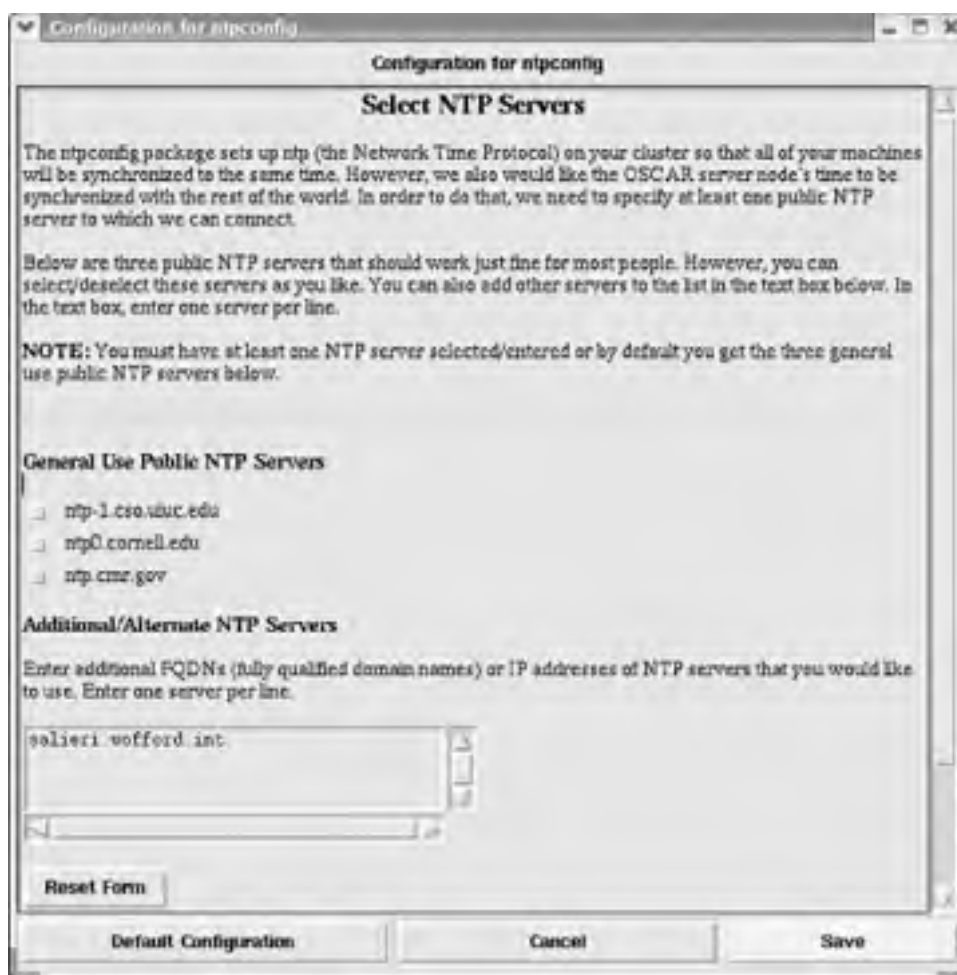 Configuration for ntpconfig
Configuration for ntpconfig
Select NTP Servers
The ntpconfig package sets up ntp (the Network Time Protocol) on your cluster so that all of your machines
will be synchronized to the same time. However, we also would like the OSCAR server node's time to be
synchronized with the rest of the world. In order to do that, we need to specify at least one public NTP
server to which we can connect.
Below are three public NTP servers that should work just fine for most people. However, you can
select/deselect these servers as you like. You can also add other servers to the list in the text box below. In
the text box, enter one server per line.
NOTE: You must have at least one NTP server selected/entered or by default you get the three general
use public NTP servers below.
General Use Public NTP Servers
ntp-1.cso.uiuc.edu
ntp0.cornell.edu
ntp.cmr.gov
Additional/Alternate NTP Servers
Enter additional FQDNs (fully qualified domain names) or IP addresses of NTP servers that you would like
to use. Enter one server per line.
salieri.wofford.int
Reset Form
Default Configuration
Cancel
Save